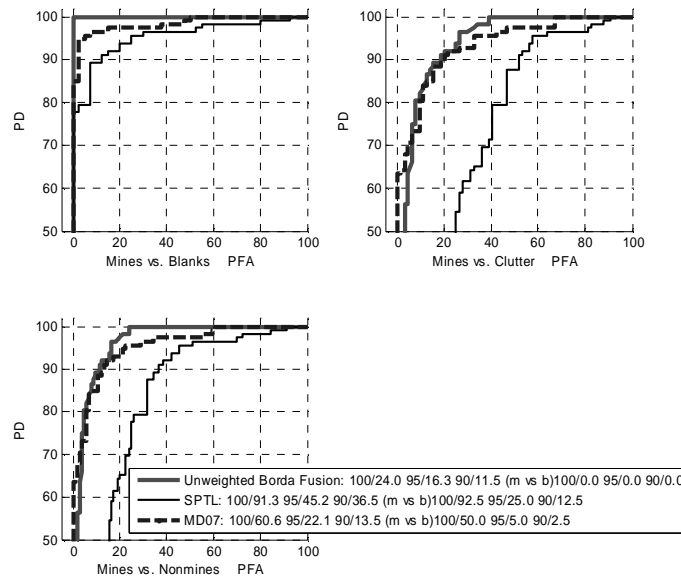 100
90
80
70
60
50
PD
0 20 40 60 80 100
Mines vs. Blanks PFA
100
90
80
70
60
50
PD
0 20 40 60 80 100
Mines vs. Clutter PFA
100
90
80
70
60
50
PD
0 20 40 60 80 100
Mines vs. Nonmines PFA
Unweighted Borda Fusion: 100/24.0 95/16.3 90/11.5 (m vs b)100/0.0 95/0.0 90/0.0
SPTL: 100/91.3 95/45.2 90/36.5 (m vs b)100/92.5 95/25.0 90/12.5
MD07: 100/60.6 95/22.1 90/13.5 (m vs b)100/50.0 95/5.0 90/2.5